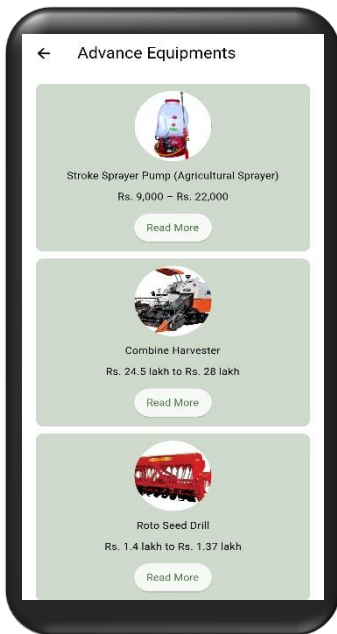 Advance Equipments
Stroke Sprayer Pump (Agricultural Sprayer)
Rs. 9,000 – Rs. 22,000
Read More
Combine Harvester
Rs. 24.5 lakh to Rs. 28 lakh
Read More
Roto Seed Drill
Rs. 1.4 lakh to Rs. 1.37 lakh
Read More